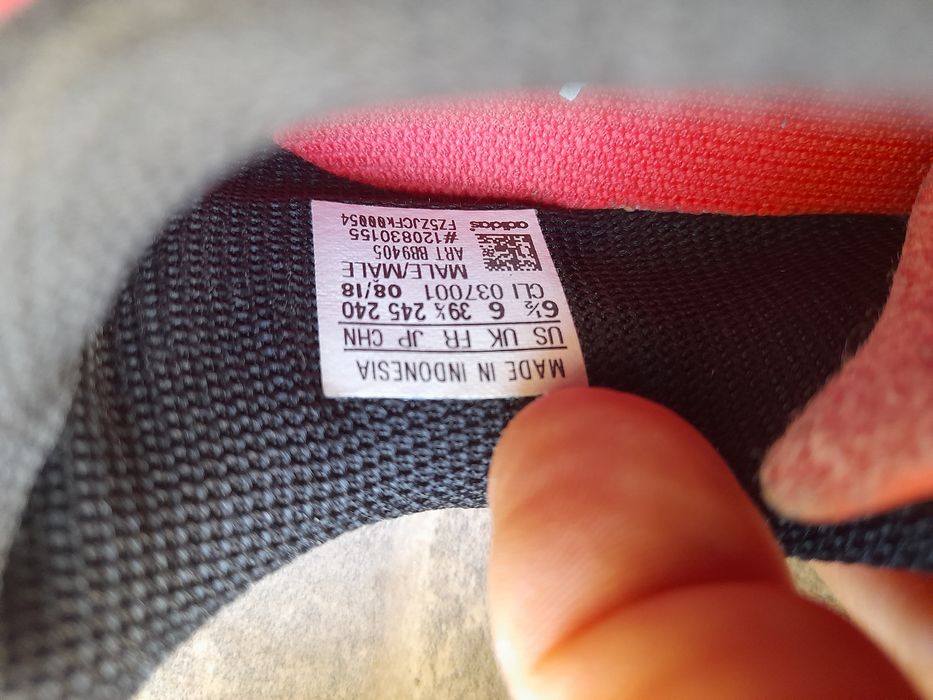 MADE IN INDONESIA
US UK FR JP CHN
6½ 6 39⅓ 245 240
CLI 037001 08/18
MALE/MÂLE
ART BB9405
#120830155
FZ5ZJCFK00054
adidas